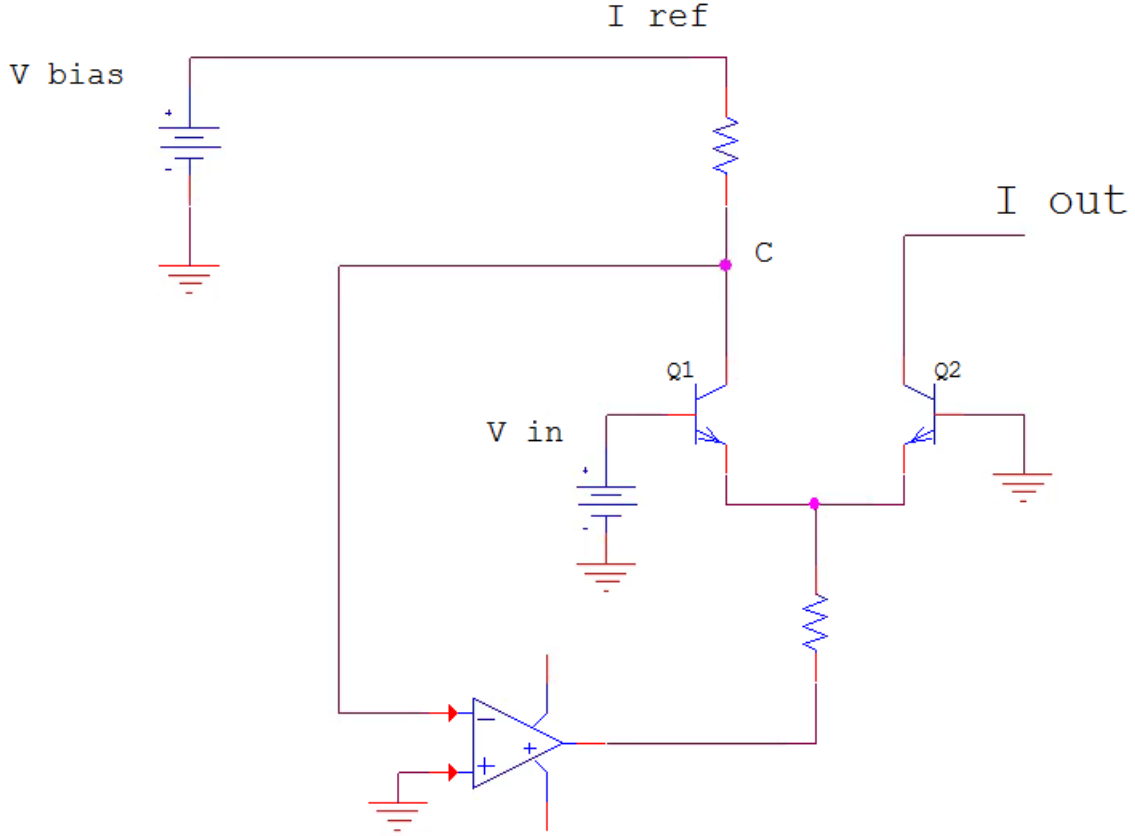 I ref
V bias
+
-
I out
C
Q1
Q2
V in
+
-
−
+
+